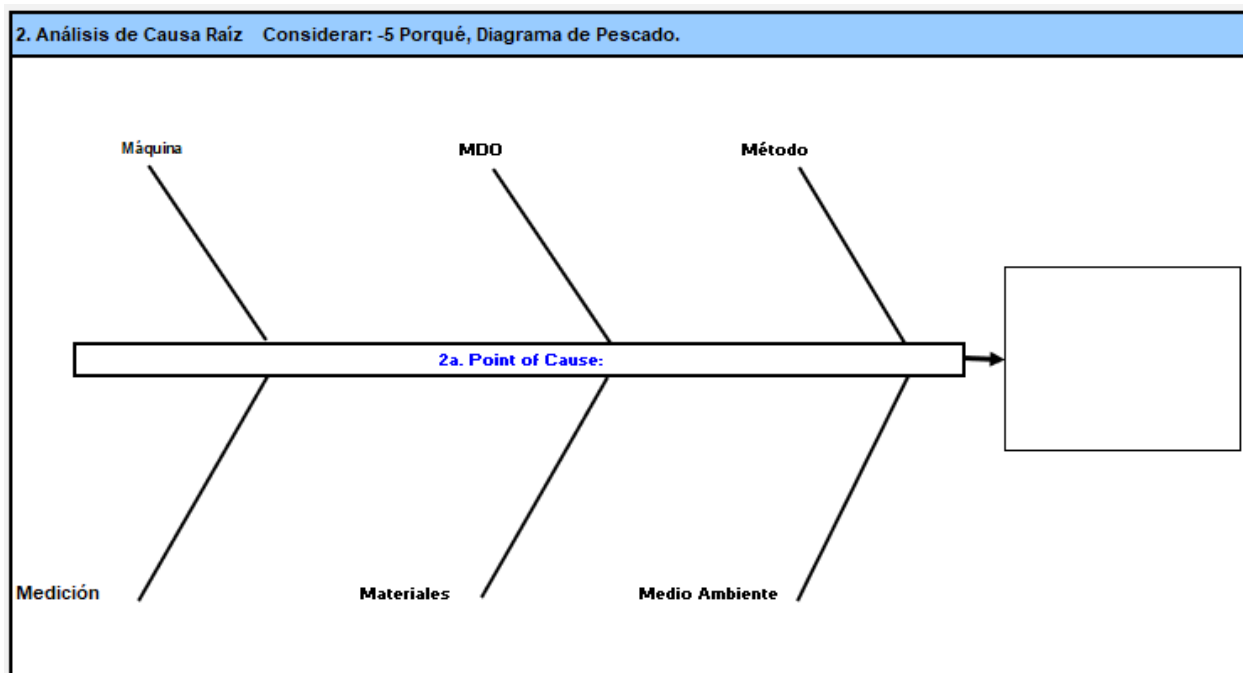 2. Análisis de Causa Raíz    Considerar: -5 Porqué, Diagrama de Pescado.
Máquina
MDO
Método
2a. Point of Cause:
Medición
Materiales
Medio Ambiente